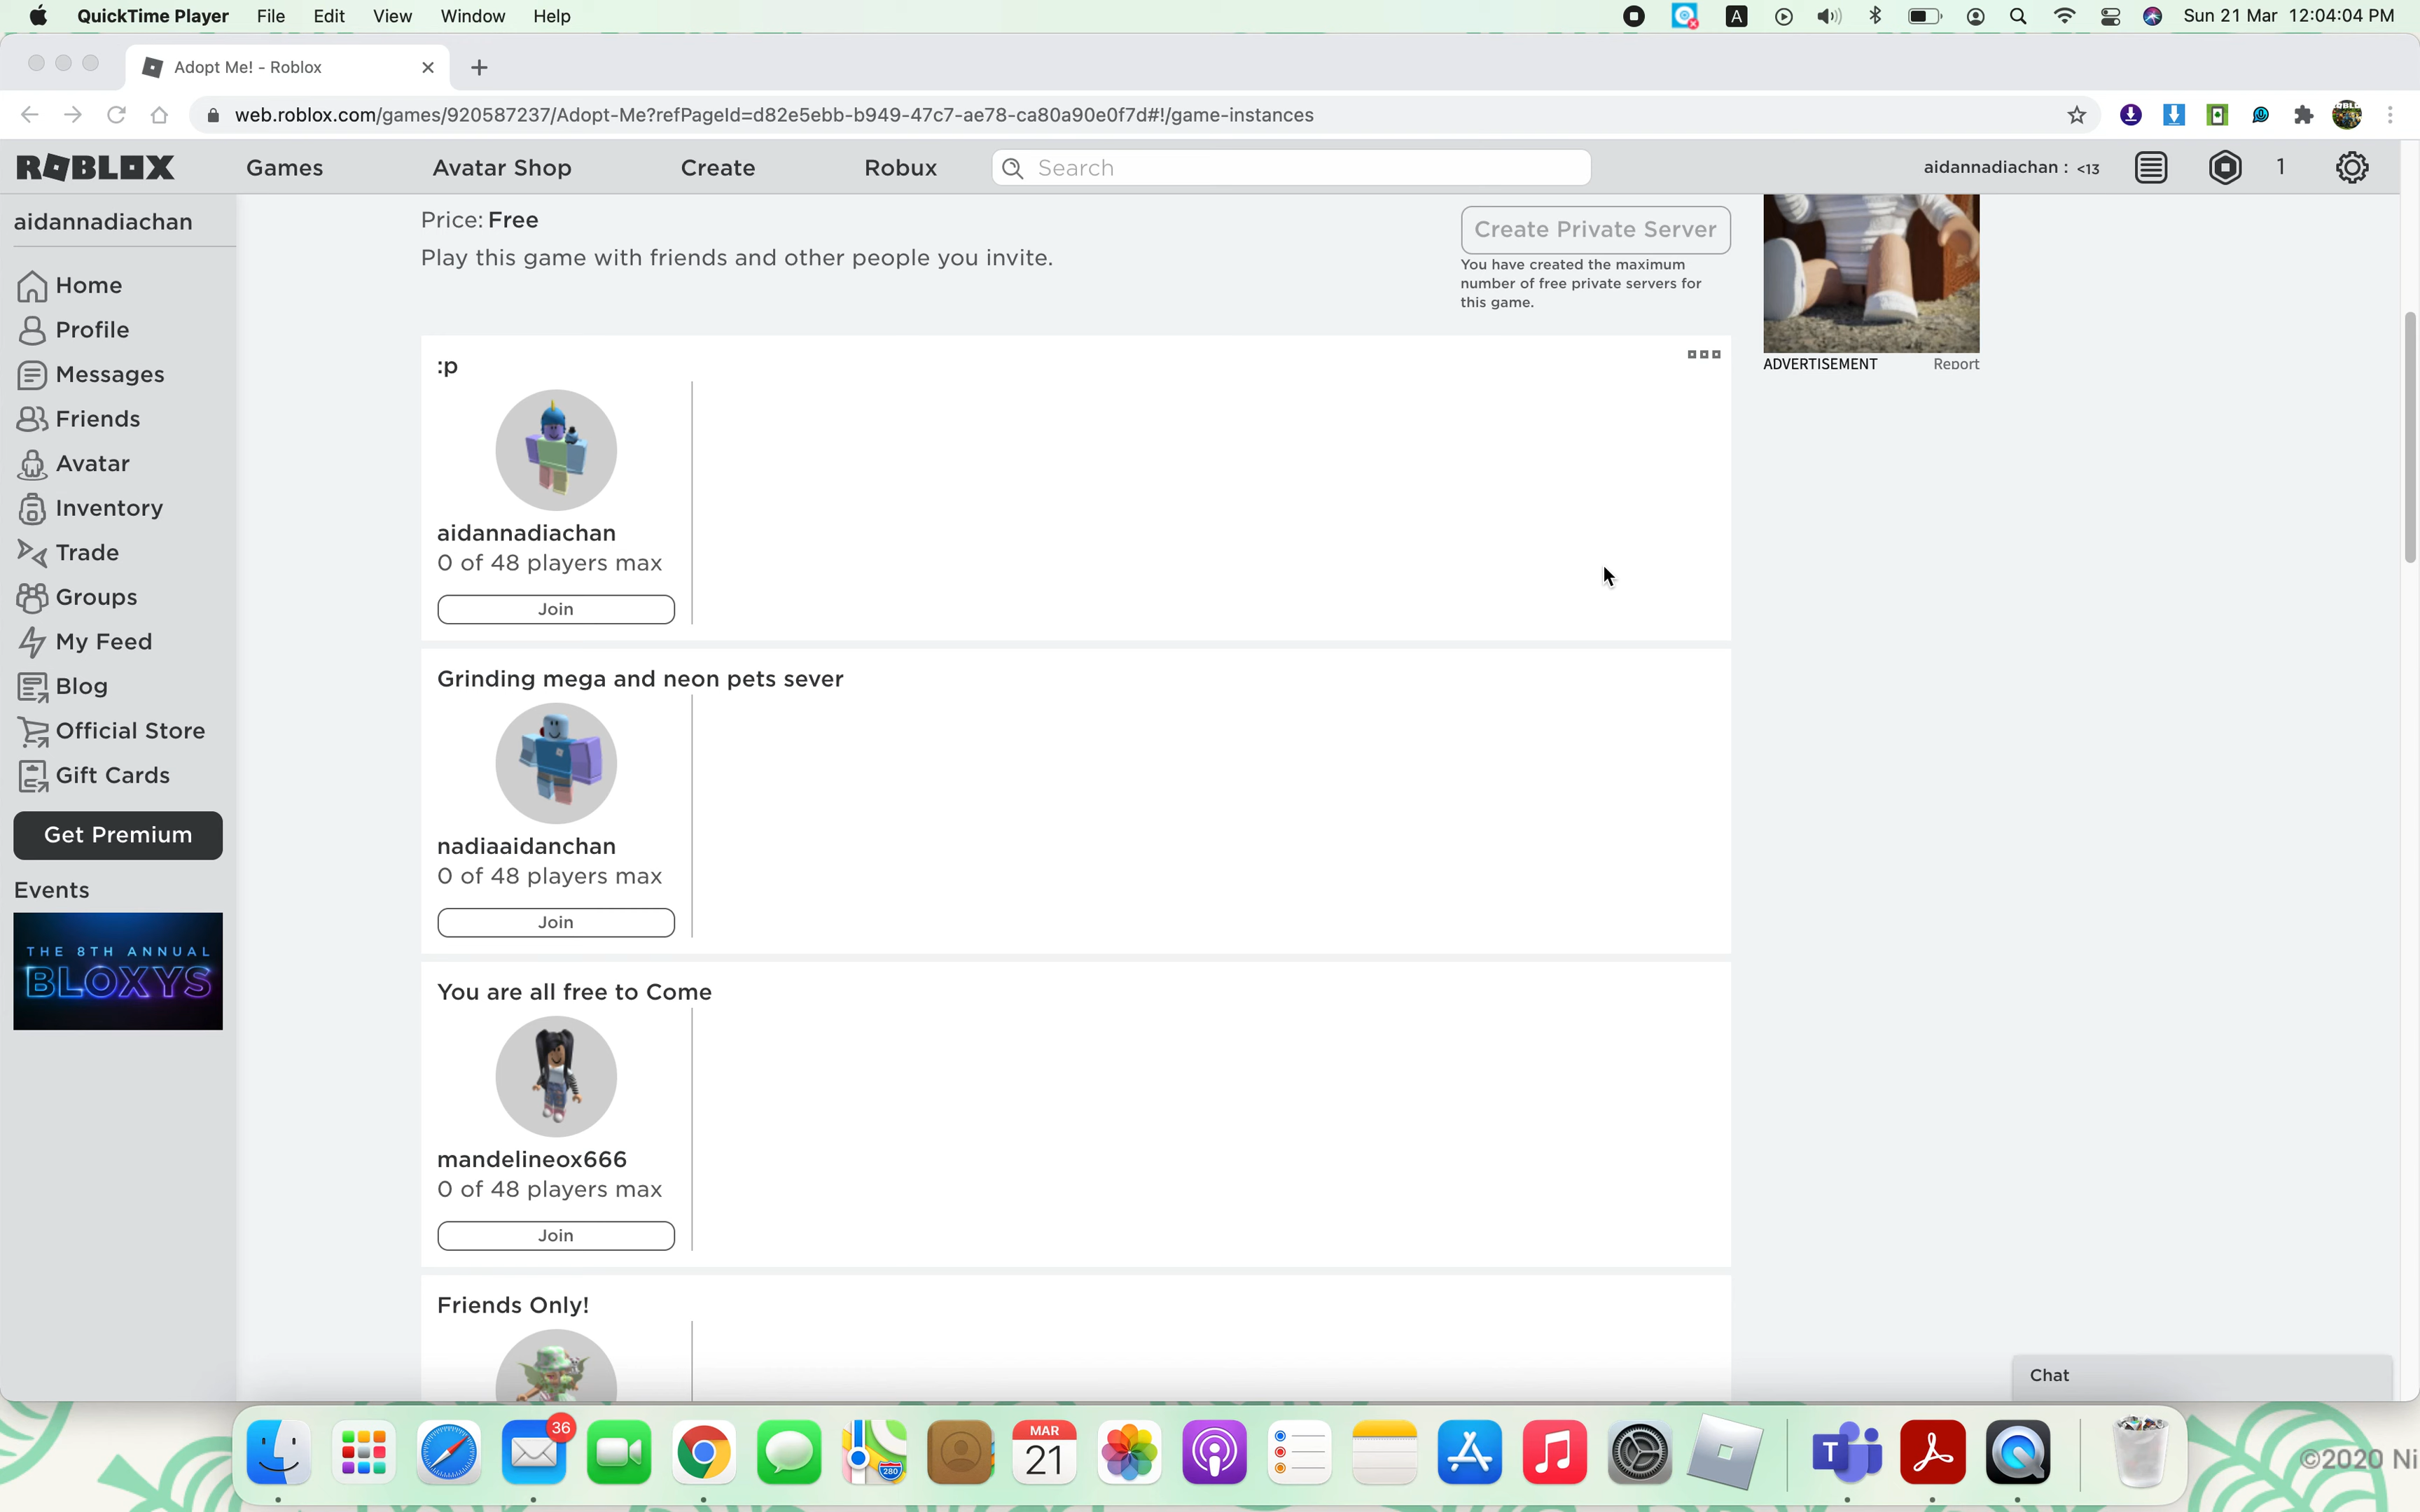 QuickTime Player File Edit View Window Help A Sun 21 Mar 12:04:04 PM
Adopt Me! - Roblox
web.roblox.com/games/920587237/Adopt-Me?refPageId=d82e5ebb-b949-47c7-ae78-ca80a90e0f7d#!/game-instances
ROBLOX Games Avatar Shop Create Robux Search aidannadiachan : <13 1
aidannadiachan
Home
Profile
Messages
Friends
Avatar
Inventory
Trade
Groups
My Feed
Blog
Official Store
Gift Cards
Get Premium
Events
THE 8TH ANNUAL
BLOXYS
Price: Free
Play this game with friends and other people you invite.
Create Private Server
You have created the maximum
number of free private servers for
this game.
ADVERTISEMENT Report
:p
aidannadiachan
0 of 48 players max
Join
Grinding mega and neon pets sever
nadiaaidanchan
0 of 48 players max
Join
You are all free to Come
mandelineox666
0 of 48 players max
Join
Friends Only!
Chat
36
MAR
21
280
T
©2020 Ni